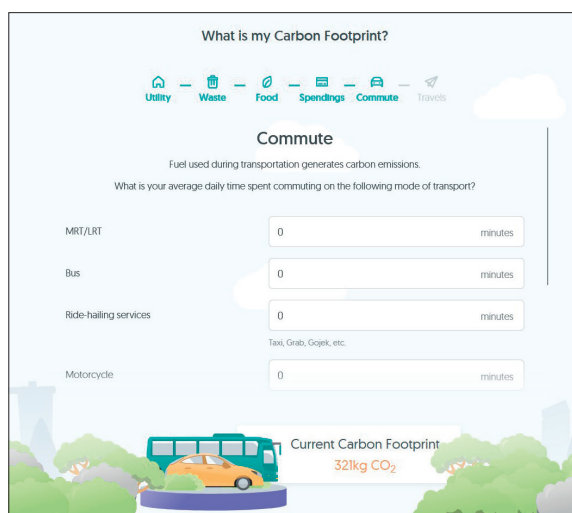 What is my Carbon Footprint?
Utility Waste Food Spendings Commute Travels
Commute
Fuel used during transportation generates carbon emissions.
What is your average daily time spent commuting on the following mode of transport?
MRT/LRT 0 minutes
Bus 0 minutes
Ride-hailing services 0 minutes
Taxi, Grab, Gojek, etc.
Motorcycle 0 minutes
Current Carbon Footprint
321kg CO₂